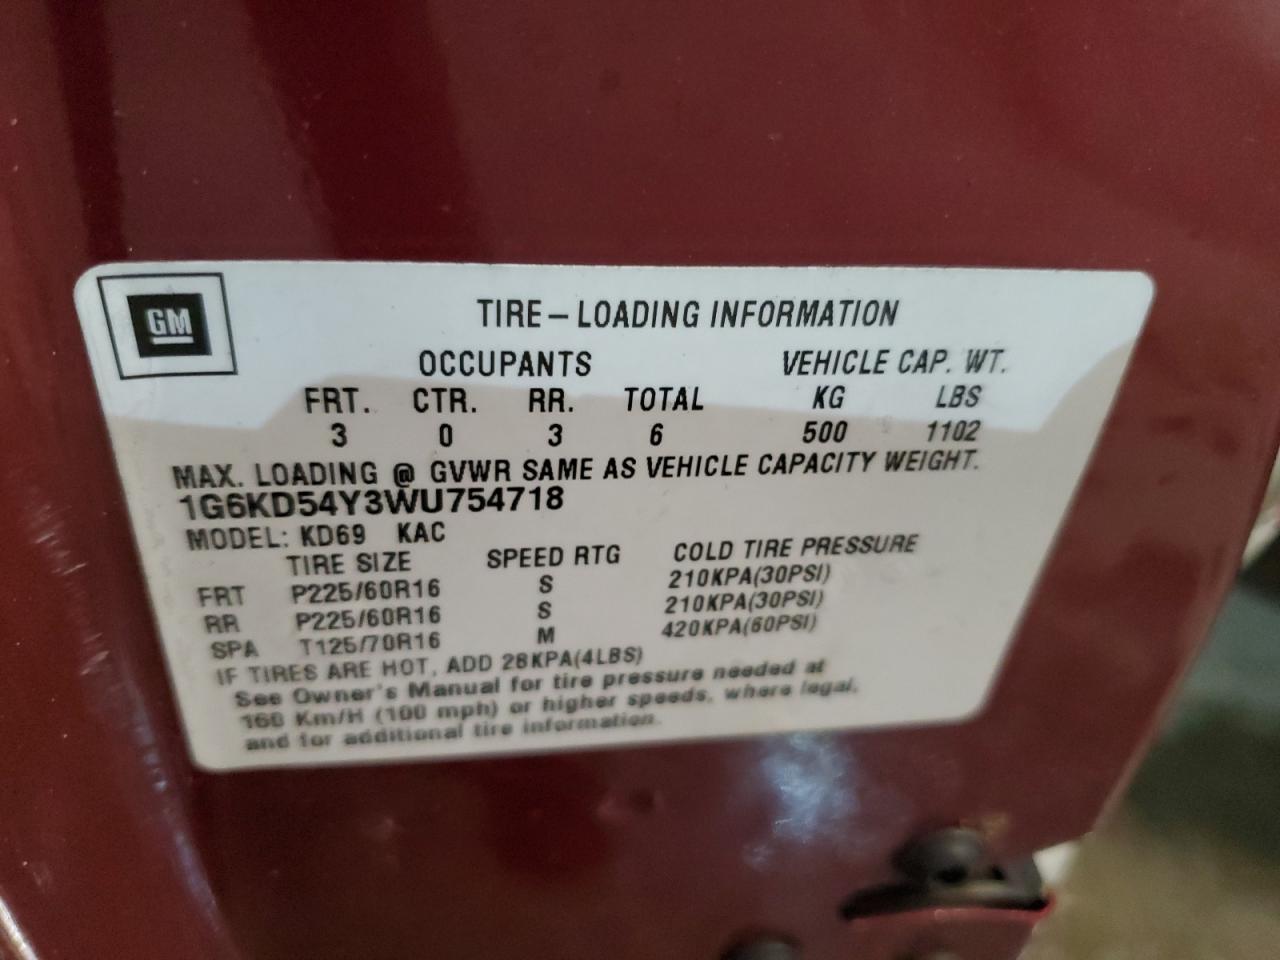 GM
TIRE – LOADING INFORMATION
OCCUPANTS VEHICLE CAP. WT.
FRT. CTR. RR. TOTAL KG LBS
3 0 3 6 500 1102
MAX. LOADING @ GVWR SAME AS VEHICLE CAPACITY WEIGHT.
1G6KD54Y3WU754718
MODEL: KD69 KAC
TIRE SIZE SPEED RTG COLD TIRE PRESSURE
FRT P225/60R16 S 210KPA(30PSI)
RR P225/60R16 S 210KPA(30PSI)
SPA T125/70R16 M 420KPA(60PSI)
IF TIRES ARE HOT, ADD 28KPA(4LBS)
See Owner's Manual for tire pressure needed at
160 Km/H (100 mph) or higher speeds, where legal,
and for additional tire information.